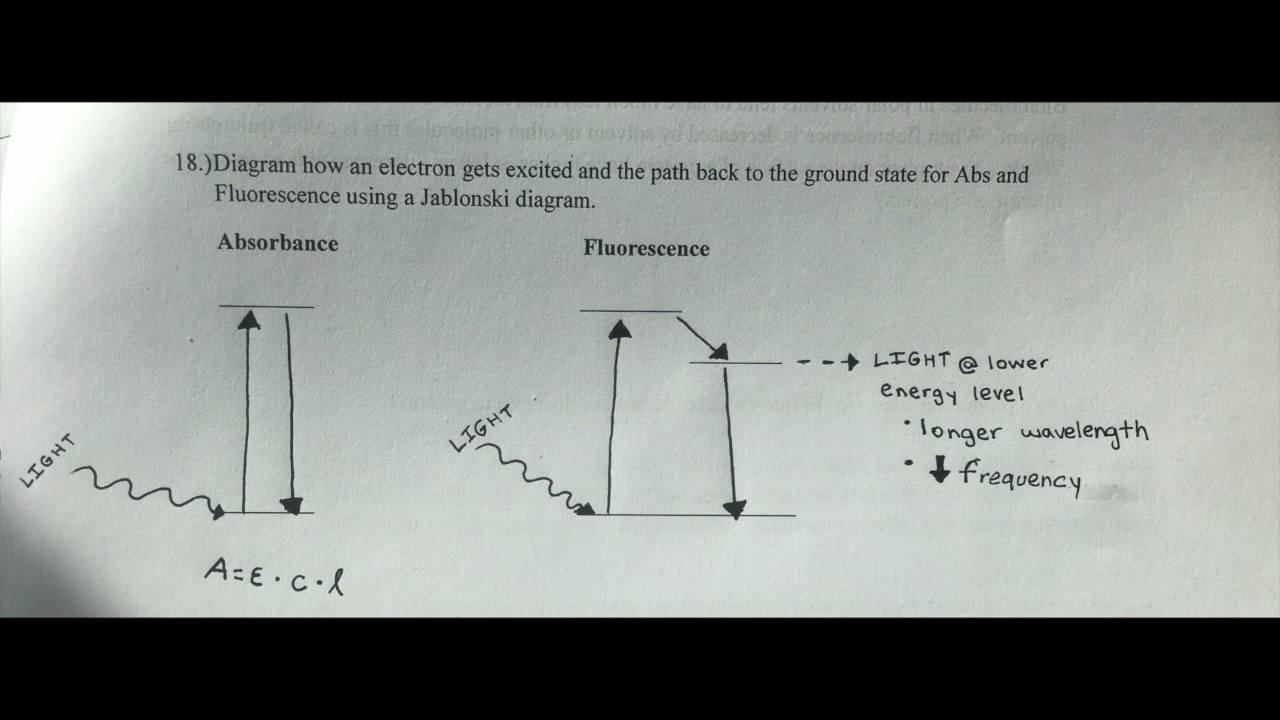 18.)Diagram how an electron gets excited and the path back to the ground state for Abs and
Fluorescence using a Jablonski diagram.
Absorbance
Fluorescence
LIGHT
A=ε·c·l
LIGHT
LIGHT @ lower
energy level
· longer wavelength
· ↓ frequency